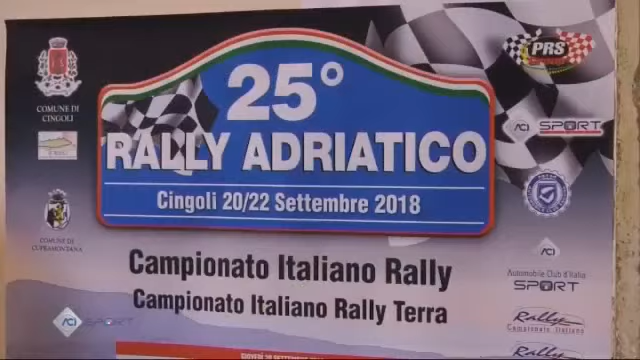 COMUNE DI
CINGOLI
COMUNE DI
CUPRAMONTANA
25°
RALLY ADRIATICO
Cingoli 20/22 Settembre 2018
Campionato Italiano Rally
Campionato Italiano Rally Terra
ACI SPORT
PRS
ACI SPORT
ACI
Automobile Club d'Italia
SPORT
Rally
Campionato Italiano
Rally